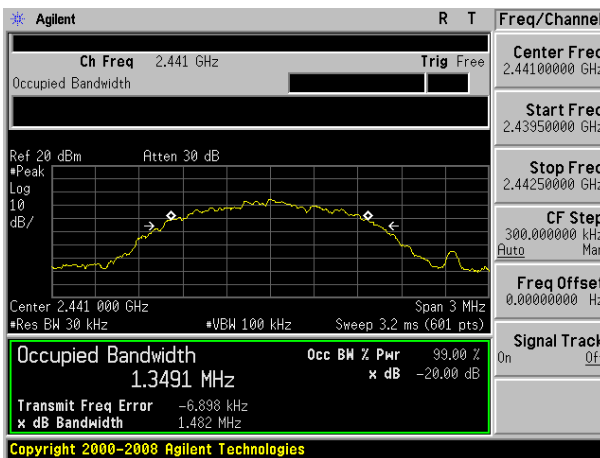 Agilent R T Freq/Channel
Ch Freq 2.441 GHz Trig Free
Occupied Bandwidth
Center Freq
2.44100000 GHz
Start Freq
2.43950000 GHz
Stop Freq
2.44250000 GHz
CF Step
300.000000 kHz
Auto Man
Freq Offset
0.00000000 Hz
Signal Track
On Off
Ref 20 dBm Atten 30 dB
#Peak
Log
10
dB/
Center 2.441 000 GHz Span 3 MHz
#Res BW 30 kHz #VBW 100 kHz Sweep 3.2 ms (601 pts)
Occupied Bandwidth Occ BW % Pwr 99.00 %
1.3491 MHz x dB -20.00 dB
Transmit Freq Error -6.898 kHz
x dB Bandwidth 1.482 MHz
Copyright 2000-2008 Agilent Technologies